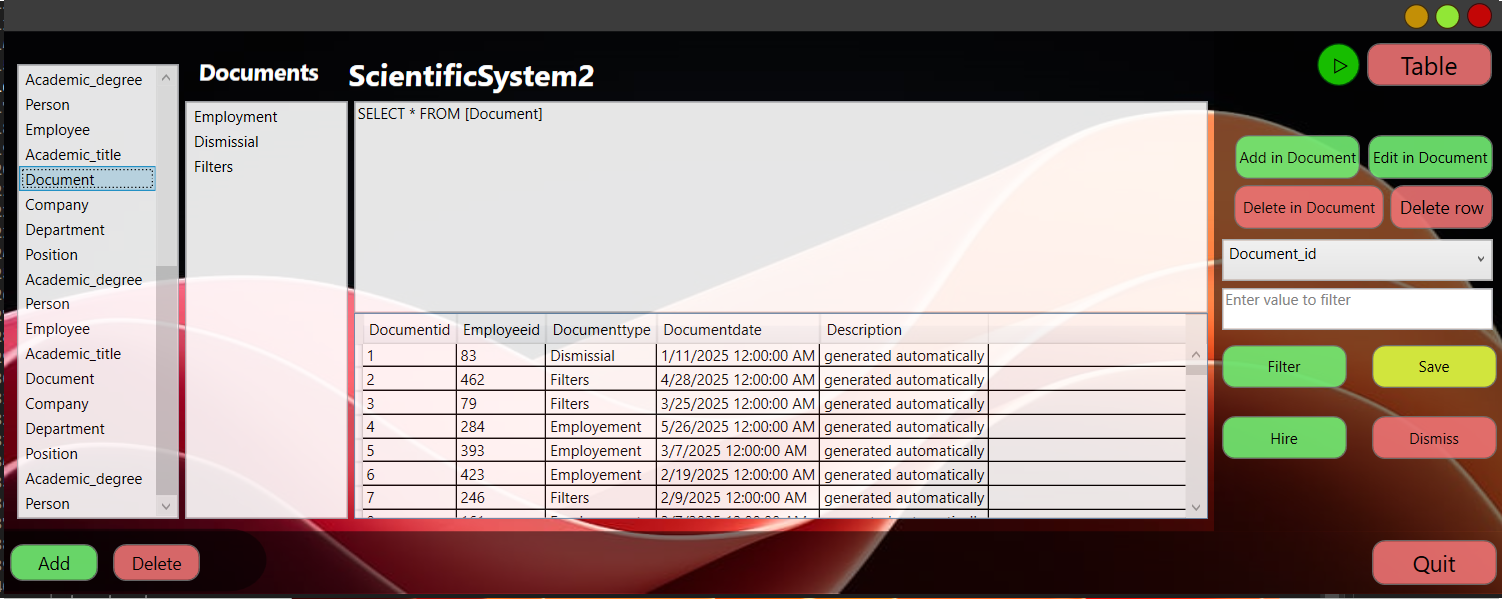 Documents
ScientificSystem2
Table
Academic_degree
Person
Employee
Academic_title
Document
Company
Department
Position
Academic_degree
Person
Employee
Academic_title
Document
Company
Department
Position
Academic_degree
Person
Employment
Dismissial
Filters
SELECT * FROM [Document]
Documentid Employeeid Documenttype Documentdate Description
1 83 Dismissial 1/11/2025 12:00:00 AM generated automatically
2 462 Filters 4/28/2025 12:00:00 AM generated automatically
3 79 Filters 3/25/2025 12:00:00 AM generated automatically
4 284 Employement 5/26/2025 12:00:00 AM generated automatically
5 393 Employement 3/7/2025 12:00:00 AM generated automatically
6 423 Employement 2/19/2025 12:00:00 AM generated automatically
7 246 Filters 2/9/2025 12:00:00 AM generated automatically
Add in Document Edit in Document
Delete in Document Delete row
Document_id
Enter value to filter
Filter Save
Hire Dismiss
Add Delete
Quit